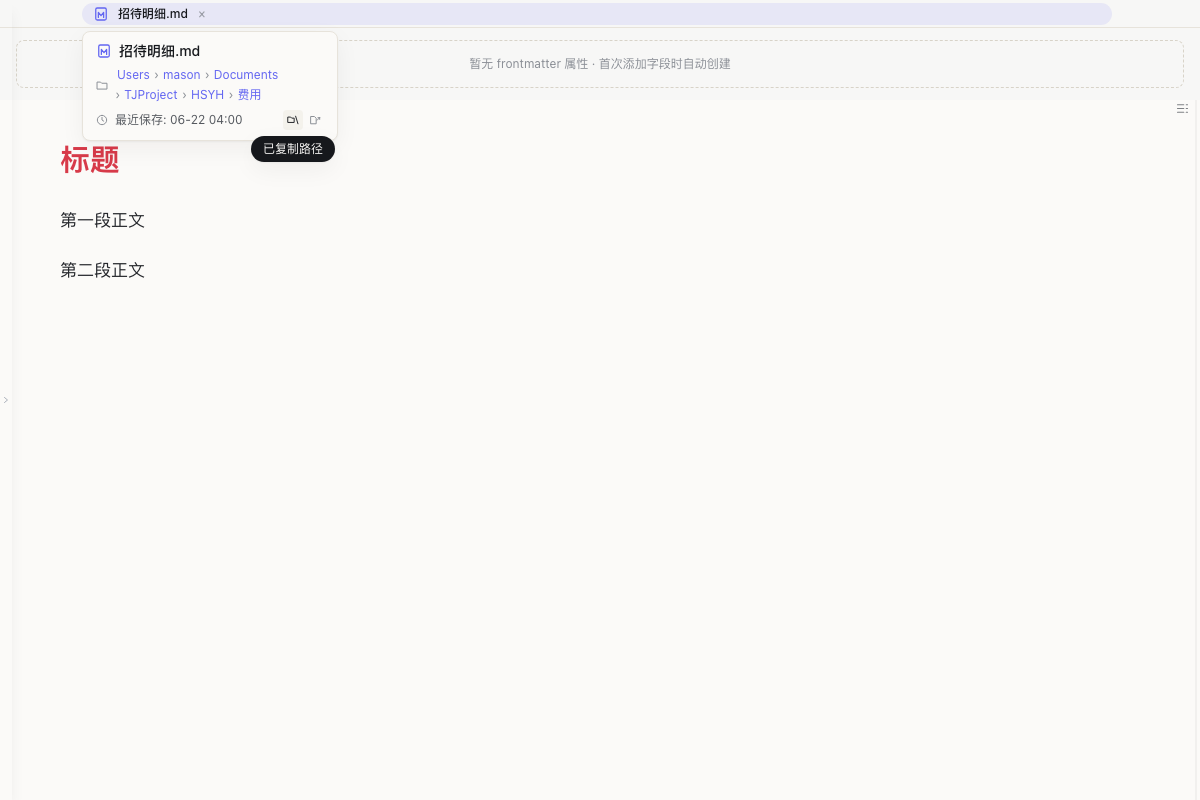 招待明细.md ×
招待明细.md
Users › mason › Documents
› TJProject › HSYH › 费用
最近保存: 06-22 04:00
已复制路径
暂无 frontmatter 属性 · 首次添加字段时自动创建
标题
第一段正文
第二段正文